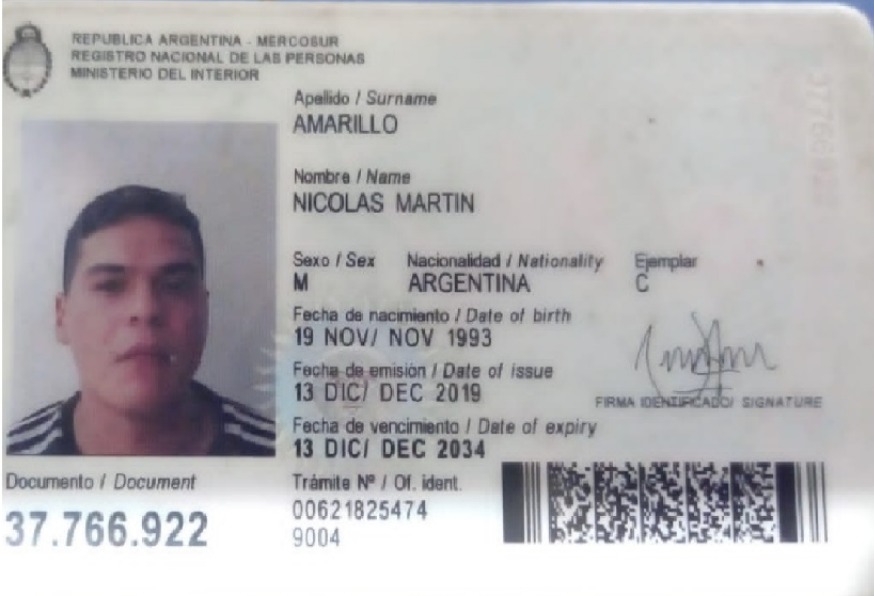 REPUBLICA ARGENTINA - MERCOSUR
REGISTRO NACIONAL DE LAS PERSONAS
MINISTERIO DEL INTERIOR
Apellido / Surname
AMARILLO
Nombre / Name
NICOLAS MARTIN
Sexo / Sex Nacionalidad / Nationality Ejemplar
M ARGENTINA C
Fecha de nacimiento / Date of birth
19 NOV/ NOV 1993
Fecha de emisión / Date of issue
13 DIC/ DEC 2019
FIRMA IDENTIFICADO/ SIGNATURE
Fecha de vencimiento / Date of expiry
13 DIC/ DEC 2034
Documento / Document
37.766.922
Trámite Nº / Of. ident.
00621825474
9004